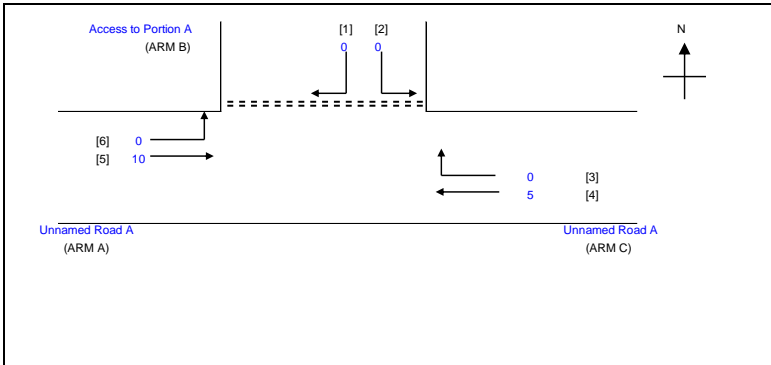 Access to Portion A [1] [2] N
(ARM B) 0 0
[6] 0
[5] 10
0 [3]
5 [4]
Unnamed Road A Unnamed Road A
(ARM A) (ARM C)